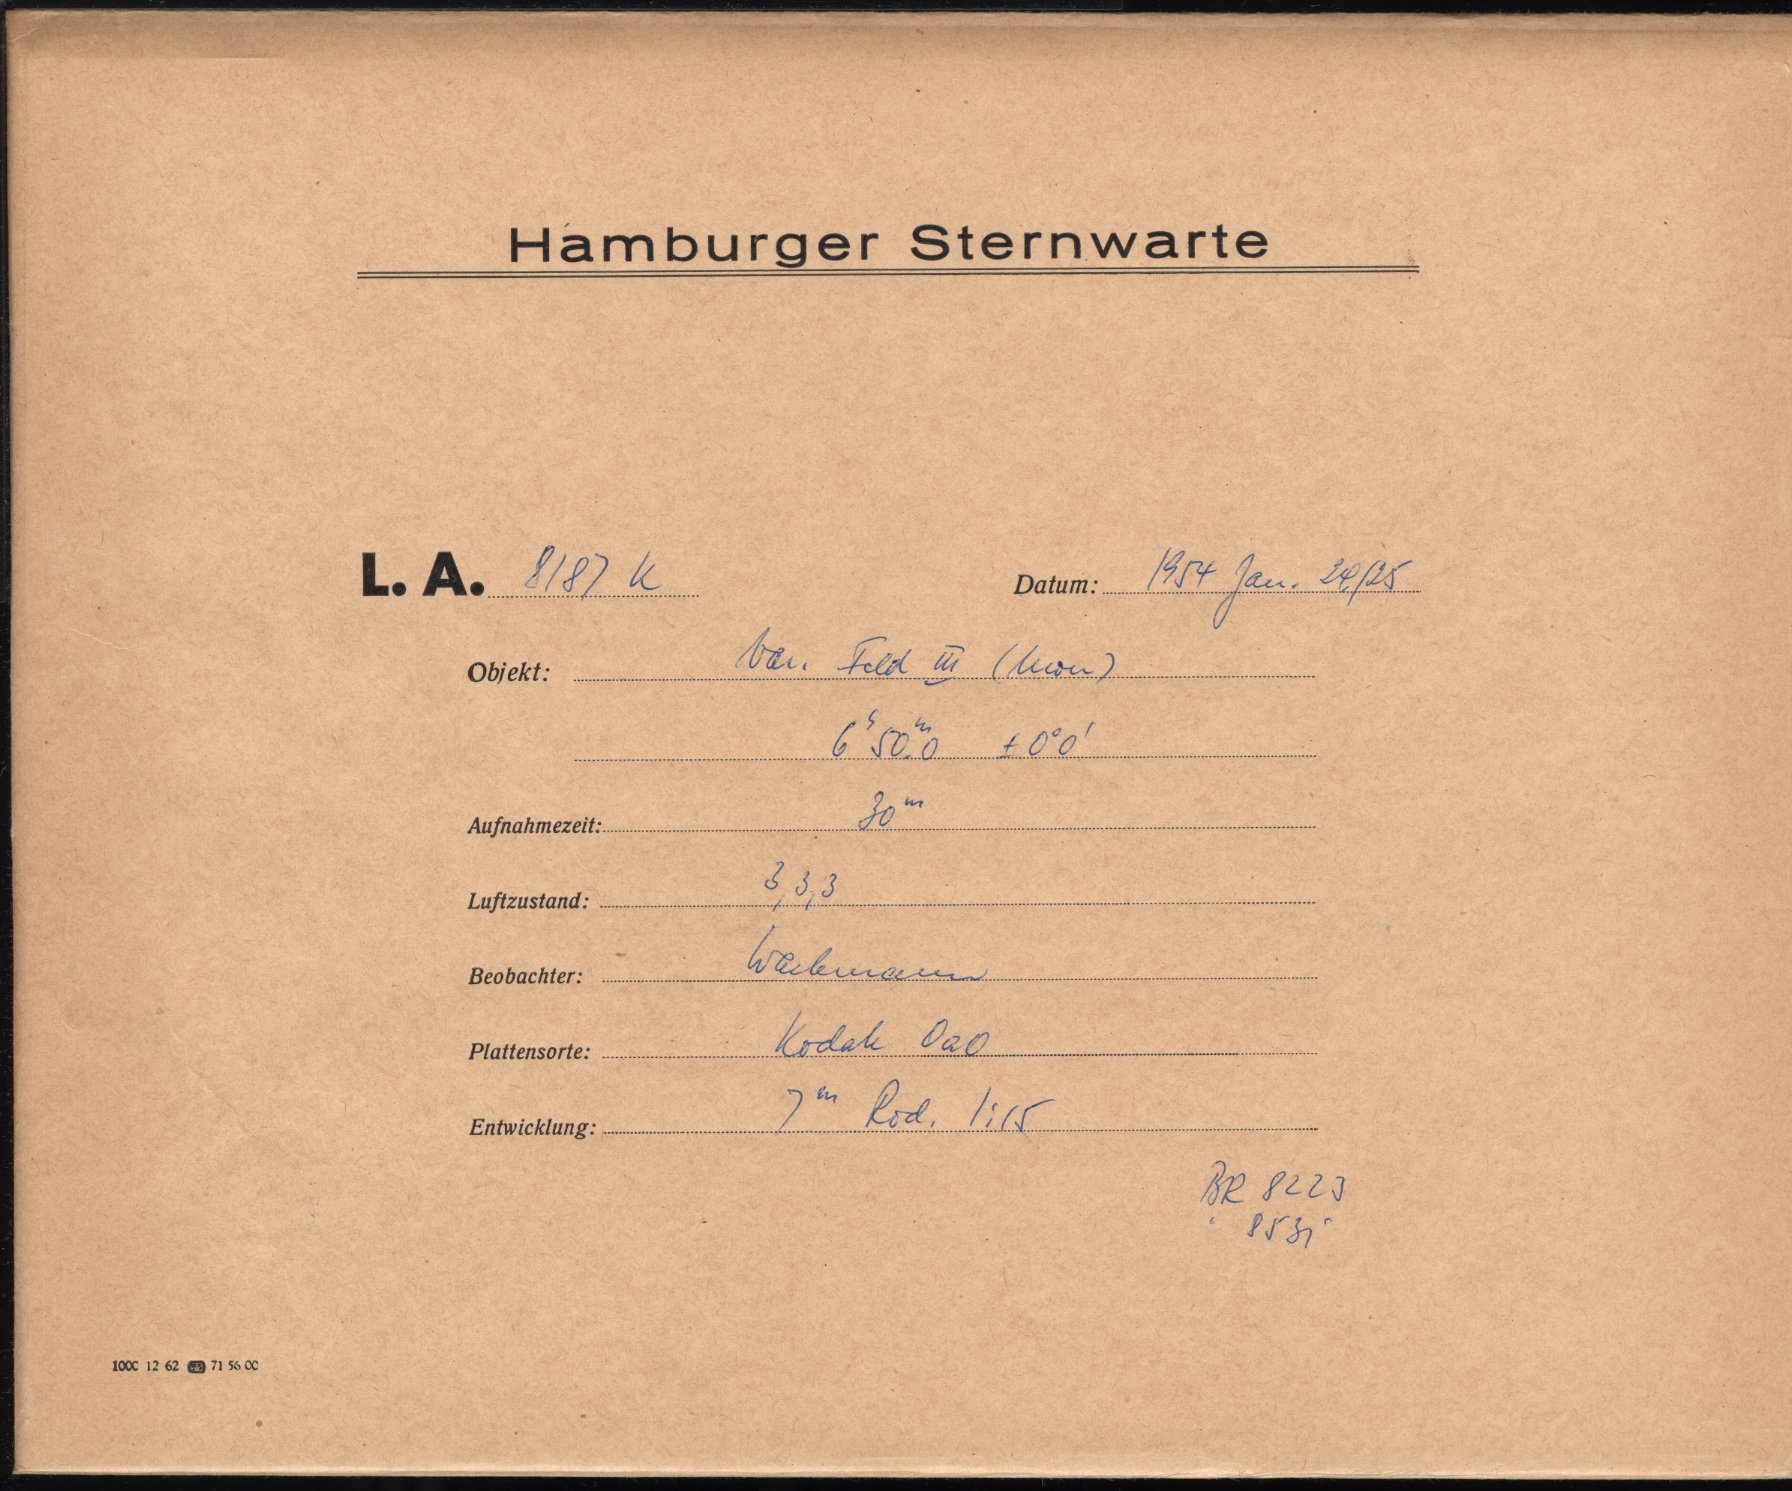 Hamburger Sternwarte
L. A. 8187 K Datum: 1954 Jan. 24/25
Objekt: Var. Feld III (Mon)
6ʰ 50.ᵐ0 ± 0° 0'
Aufnahmezeit: 30ᵐ
Luftzustand: 3, 3, 3
Beobachter: Wachmann
Plattensorte: Kodak OaO
Entwicklung: 7ᵐ Rod. 1:15
BR 8223
" 8531
1000 12 62 71 56 00